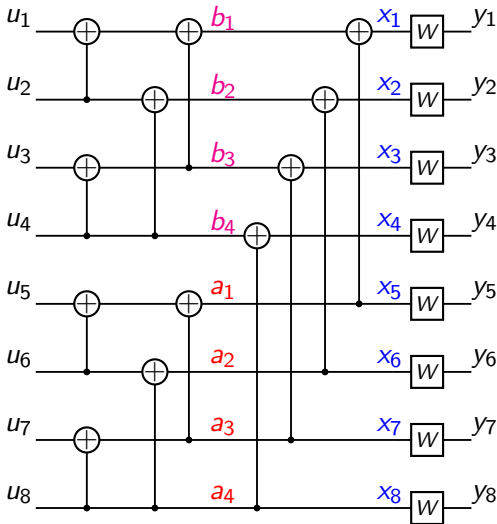 u₁ b₁ x₁ W y₁
u₂ b₂ x₂ W y₂
u₃ b₃ x₃ W y₃
u₄ b₄ x₄ W y₄
u₅ a₁ x₅ W y₅
u₆ a₂ x₆ W y₆
u₇ a₃ x₇ W y₇
u₈ a₄ x₈ W y₈